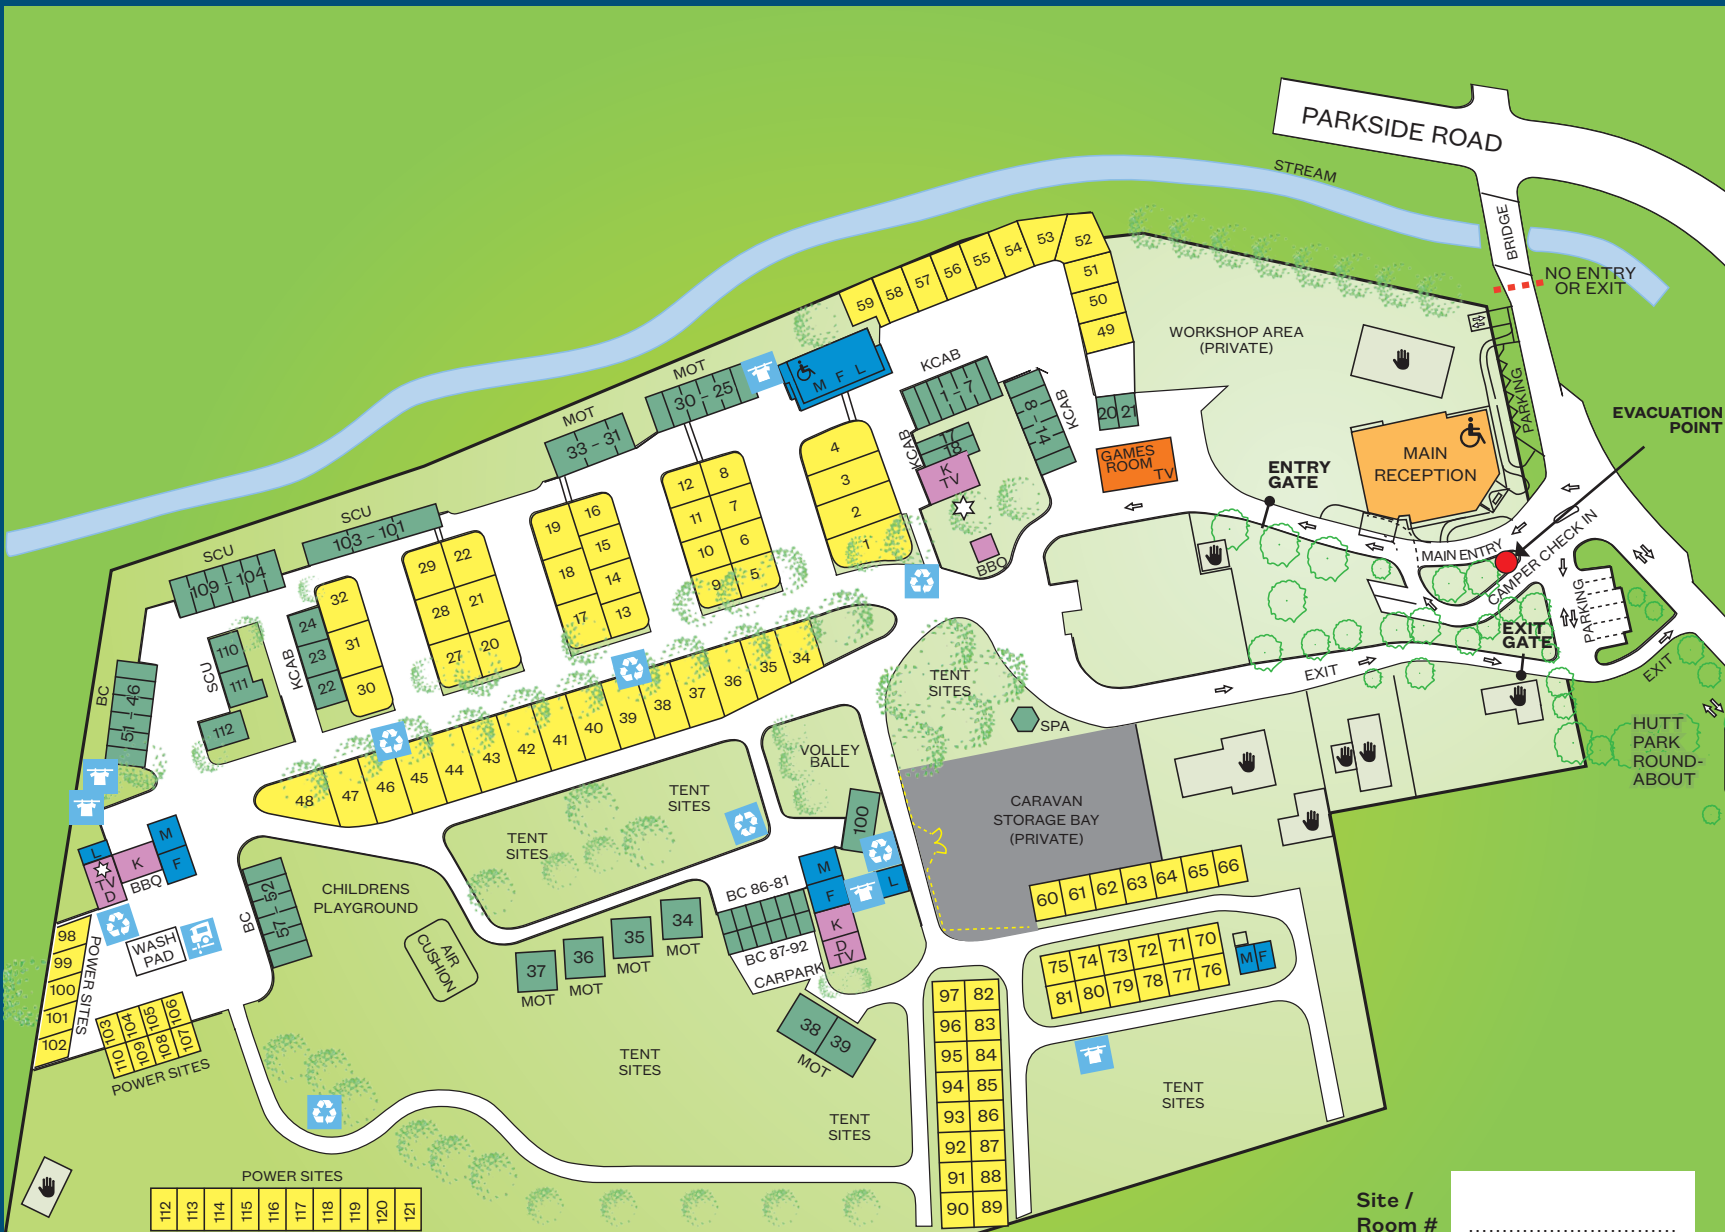 PARKSIDE ROAD
STREAM
BRIDGE
NO ENTRY
OR EXIT
PARKING
EVACUATION
POINT
WORKSHOP AREA
(PRIVATE)
MAIN
RECEPTION
ENTRY
GATE
MAIN ENTRY
CAMPER CHECK IN
PARKING
EXIT
GATE
EXIT
EXIT
HUTT
PARK
ROUND-
ABOUT
59 58 57 56 55 54 53 52
51
50
49
20 21
GAMES
ROOM
TV
KCAB
1 - 7
KCAB
8 - 14
KCAB
17
18
K
TV
BBQ
M F L
MOT
30 - 25
MOT
33 - 31
SCU
103 - 101
SCU
109 - 104
4
3
2
1
12 8
11 7
10 6
9 5
19 16
15
18 14
17 13
29 22
28 21
27 20
32
31
30
KCAB
24
23
22
SCU
110
111
112
BC
51 - 46
48 47 46 45 44 43 42 41 40 39 38 37 36 35 34
TENT
SITES
SPA
VOLLEY
BALL
TENT
SITES
TENT
SITES
CARAVAN
STORAGE BAY
(PRIVATE)
100
M
F
L
K
D
TV
BC 86-81
BC 87-92
CARPARK
60 61 62 63 64 65 66
75 74 73 72 71 70
81 80 79 78 77 76
M F
L
TV
D
K
BBQ
M
F
BC
57 - 52
CHILDRENS
PLAYGROUND
AIR
CUSHION
WASH
PAD
98
99
100
101
102
POWER SITES
103 104 105 106
110 109 108 107
POWER SITES
37
MOT
36
MOT
35
MOT
34
MOT
38 39
MOT
TENT
SITES
TENT
SITES
TENT
SITES
97 82
96 83
95 84
94 85
93 86
92 87
91 88
90 89
POWER SITES
112 113 114 115 116 117 118 119 120 121
Site /
Room # ................................